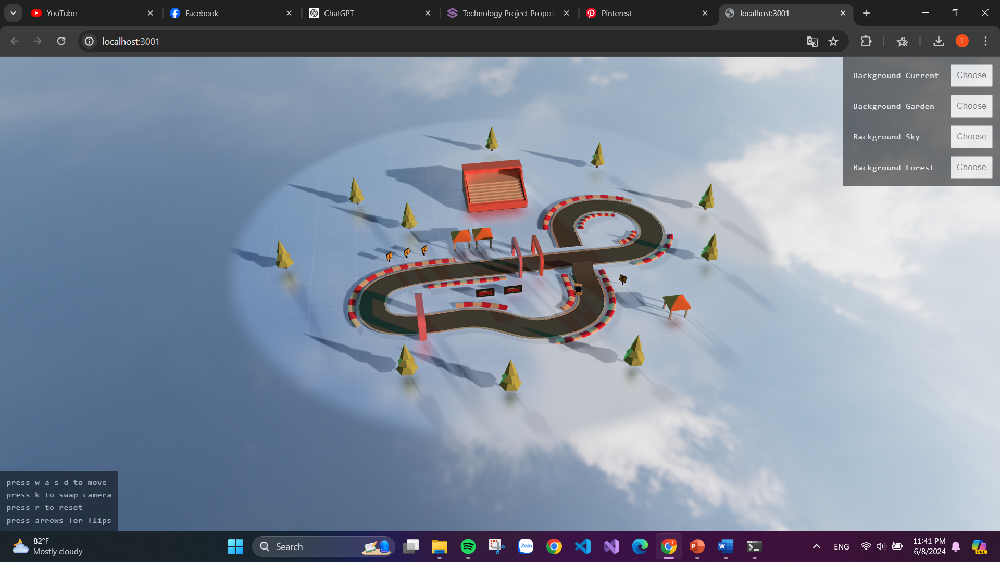 YouTube
Facebook
ChatGPT
Technology Project Propos
Pinterest
localhost:3001
localhost:3001
T
Background Current Choose
Background Garden Choose
Background Sky Choose
Background Forest Choose
press w a s d to move
press k to swap camera
press r to reset
press arrows for flips
82°F
Mostly cloudy
Search
Zalo
ENG
11:41 PM
6/8/2024
PRE